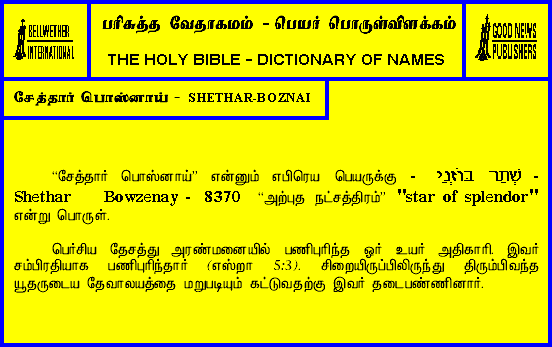 BELLWETHER
INTERNATIONAL
பரிசுத்த வேதாகமம் - பெயர் பொருள்விளக்கம்
THE HOLY BIBLE - DICTIONARY OF NAMES
GOOD NEWS
PUBLISHERS
சேத்தார் பொஸ்னாய் - SHETHAR-BOZNAI
“சேத்தார் பொஸ்னாய்” என்னும் எபிரெய பெயருக்கு - שְׁתַר בּוֹזְנַי -
Shethar Bowzenay - 8370 “அற்புத நட்சத்திரம்” "star of splendor"
என்று பொருள்.
பெர்சிய தேசத்து அரண்மனையில் பணிபுரிந்த ஓர் உயர் அதிகாரி. இவர்
சம்பிரதியாக பணிபுரிந்தார் (எஸ்றா 5:3). சிறையிருப்பிலிருந்து திரும்பிவந்த
யூதருடைய தேவாலயத்தை மறுபடியும் கட்டுவதற்கு இவர் தடைபண்ணினார்.